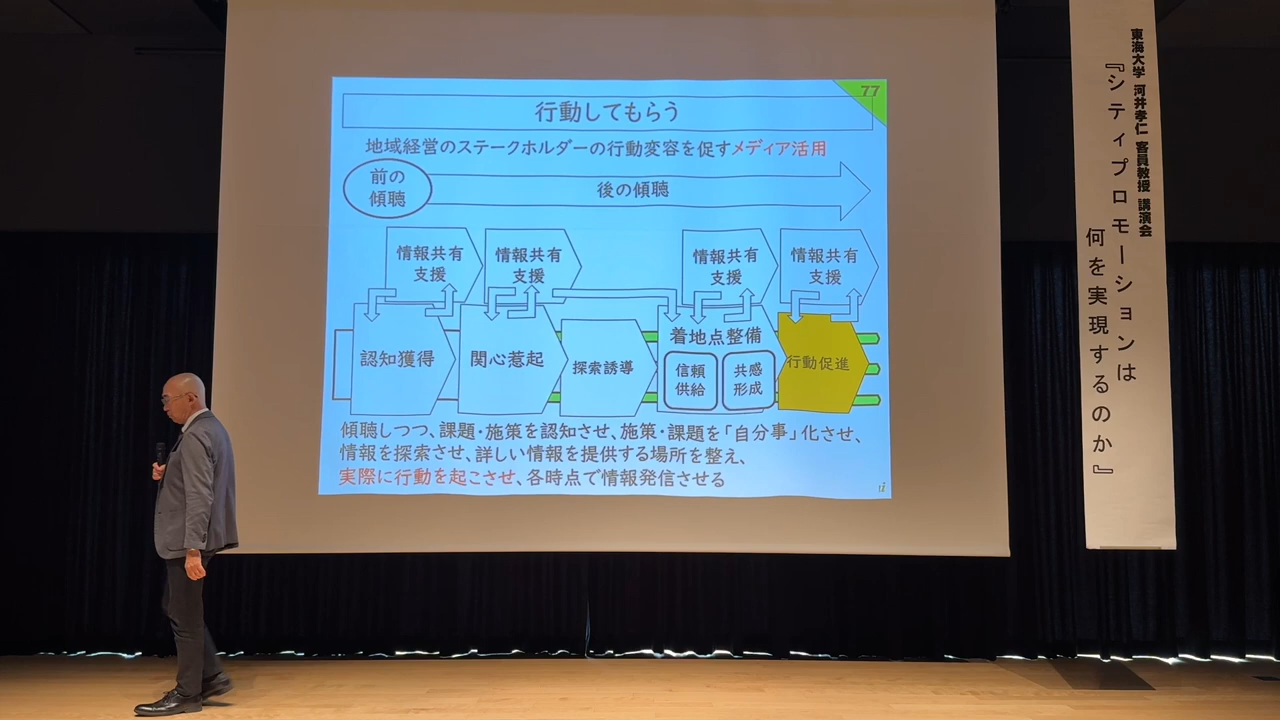 77
行動してもらう
地域経営のステークホルダーの行動変容を促すメディア活用
前の
傾聴
後の傾聴
情報共有
支援
情報共有
支援
情報共有
支援
情報共有
支援
認知獲得
関心惹起
探索誘導
着地点整備
信頼
供給
共感
形成
行動促進
傾聴しつつ、課題・施策を認知させ、施策・課題を「自分事」化させ、
情報を探索させ、詳しい情報を提供する場所を整え、
実際に行動を起こさせ、各時点で情報発信させる
東海大学 河井孝仁 客員教授 講演会
『シティプロモーションは
何を実現するのか』